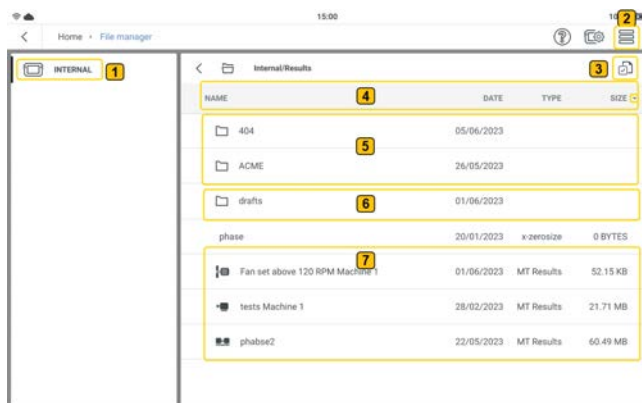 15:00
2
Home › File manager
INTERNAL
1
Internal/Results
3
NAME
4
DATE
TYPE
SIZE
404
05/06/2023
5
ACME
26/05/2023
drafts
6
01/06/2023
phase
20/01/2023
x-zerosize
0 BYTES
7
Fan set above 120 RPM Machine 1
01/06/2023
MT Results
52.15 KB
tests Machine 1
28/02/2023
MT Results
21.71 MB
phabse2
22/05/2023
MT Results
60.49 MB